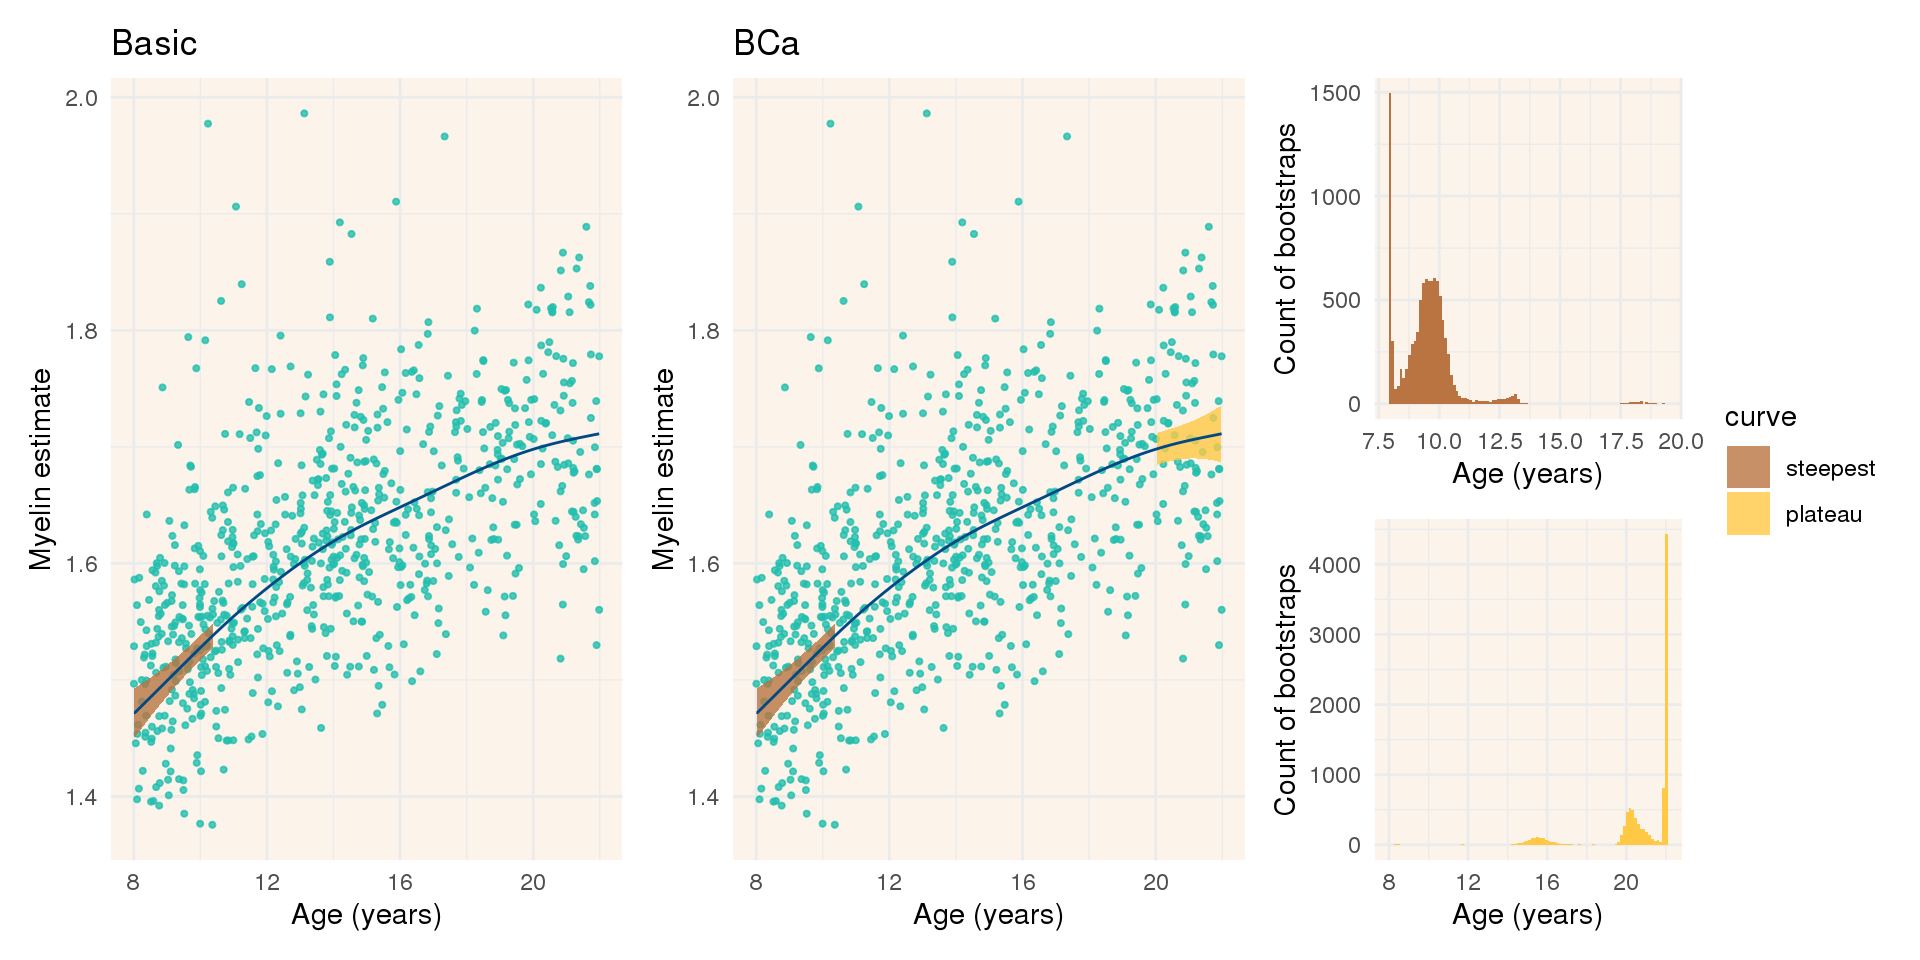 Basic
2.0
1.8
1.6
1.4
Myelin estimate
8 12 16 20
Age (years)
BCa
2.0
1.8
1.6
1.4
Myelin estimate
8 12 16 20
Age (years)
1500
1000
500
0
Count of bootstraps
7.5 10.0 12.5 15.0 17.5 20.0
Age (years)
4000
3000
2000
1000
0
Count of bootstraps
8 12 16 20
Age (years)
curve
steepest
plateau